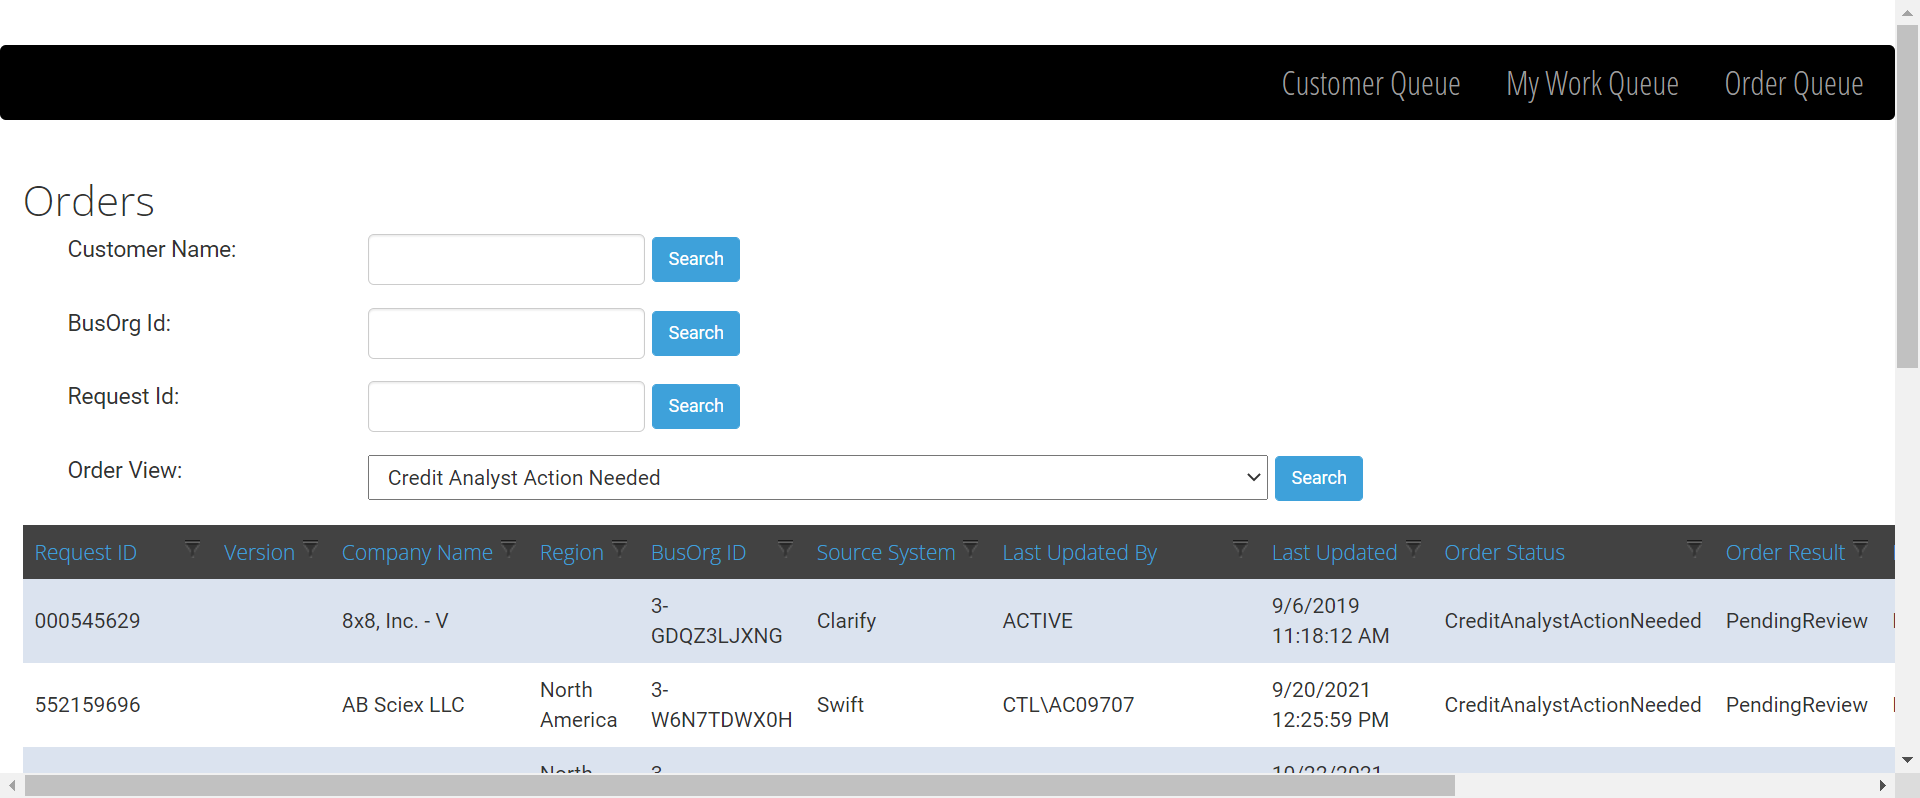 Customer Queue My Work Queue Order Queue
Orders
Customer Name: Search
BusOrg Id: Search
Request Id: Search
Order View: Credit Analyst Action Needed Search
Request ID Version Company Name Region BusOrg ID Source System Last Updated By Last Updated Order Status Order Result
000545629 8x8, Inc. - V 3-GDQZ3LJXNG Clarify ACTIVE 9/6/2019 11:18:12 AM CreditAnalystActionNeeded PendingReview
552159696 AB Sciex LLC North America 3-W6N7TDWX0H Swift CTL\AC09707 9/20/2021 12:25:59 PM CreditAnalystActionNeeded PendingReview
North 3- 10/22/2021